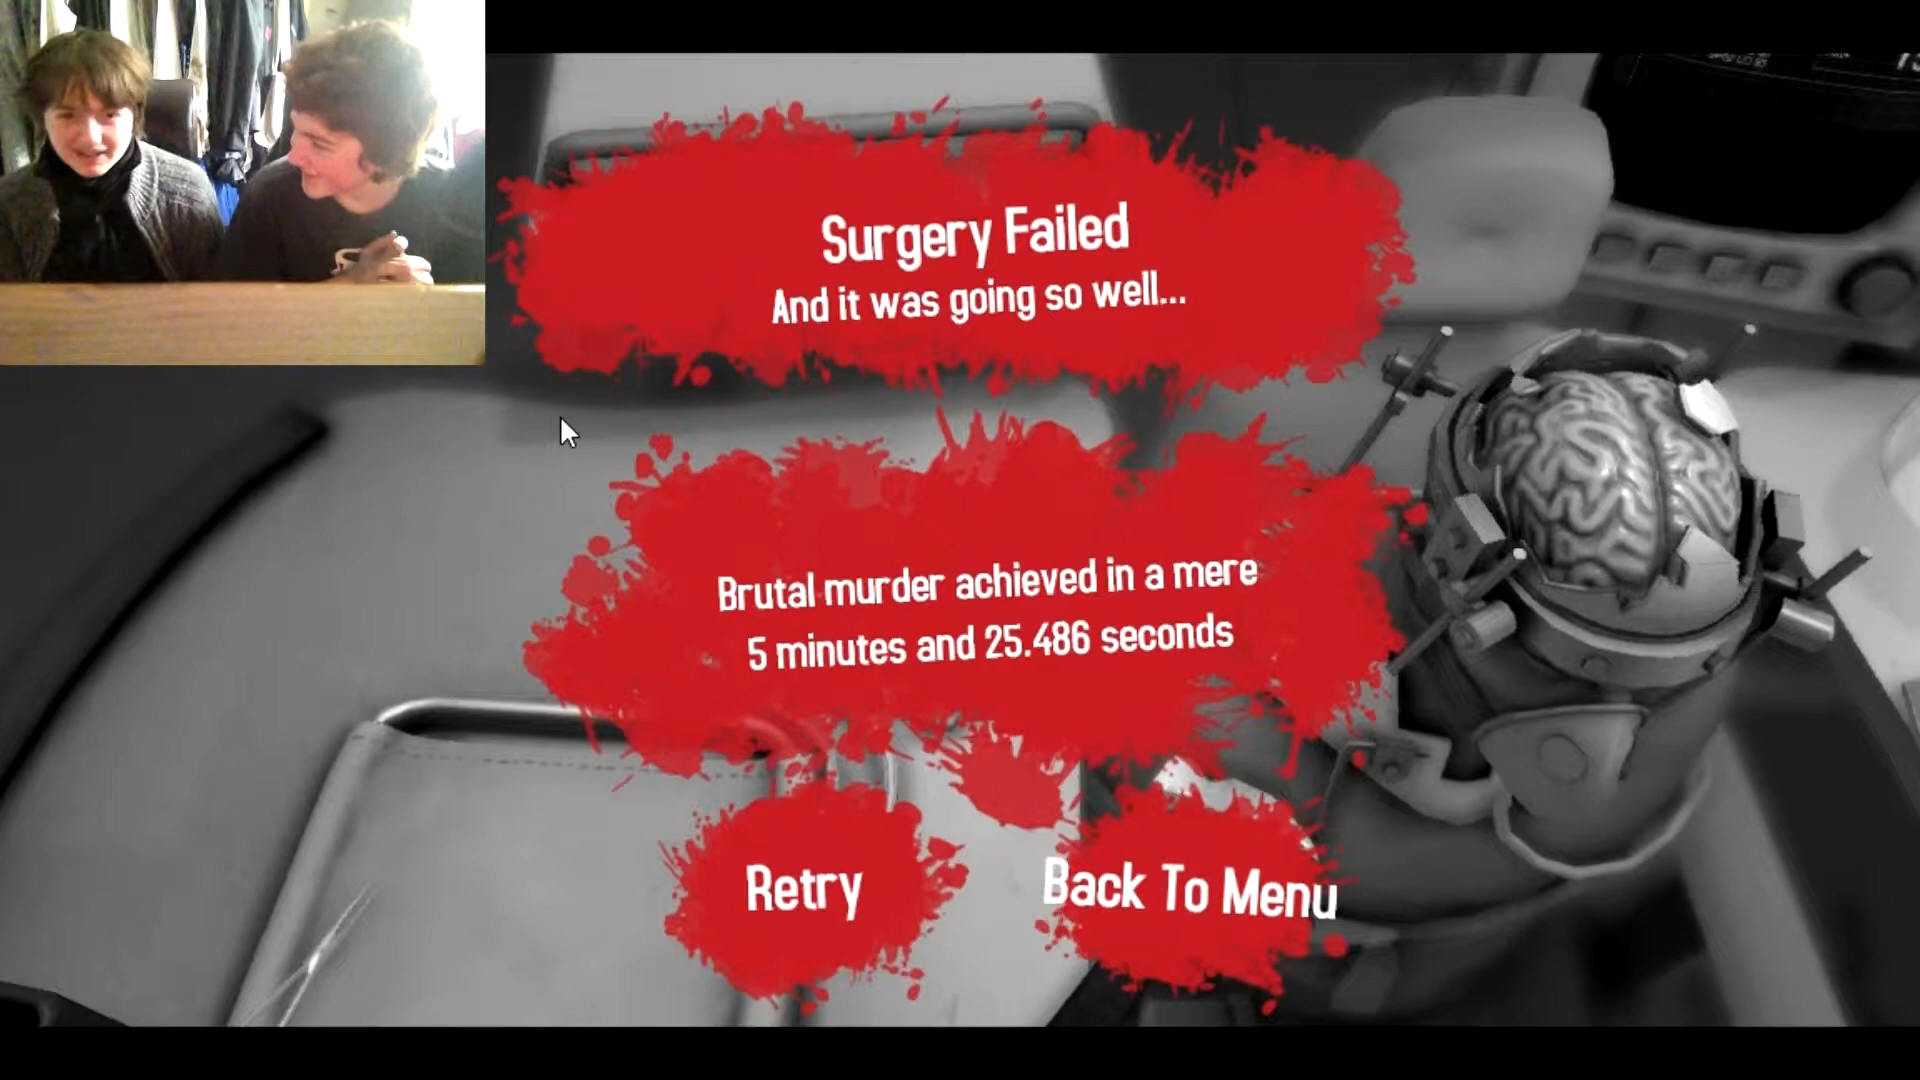 Surgery Failed
And it was going so well...
Brutal murder achieved in a mere
5 minutes and 25.486 seconds
Retry
Back To Menu